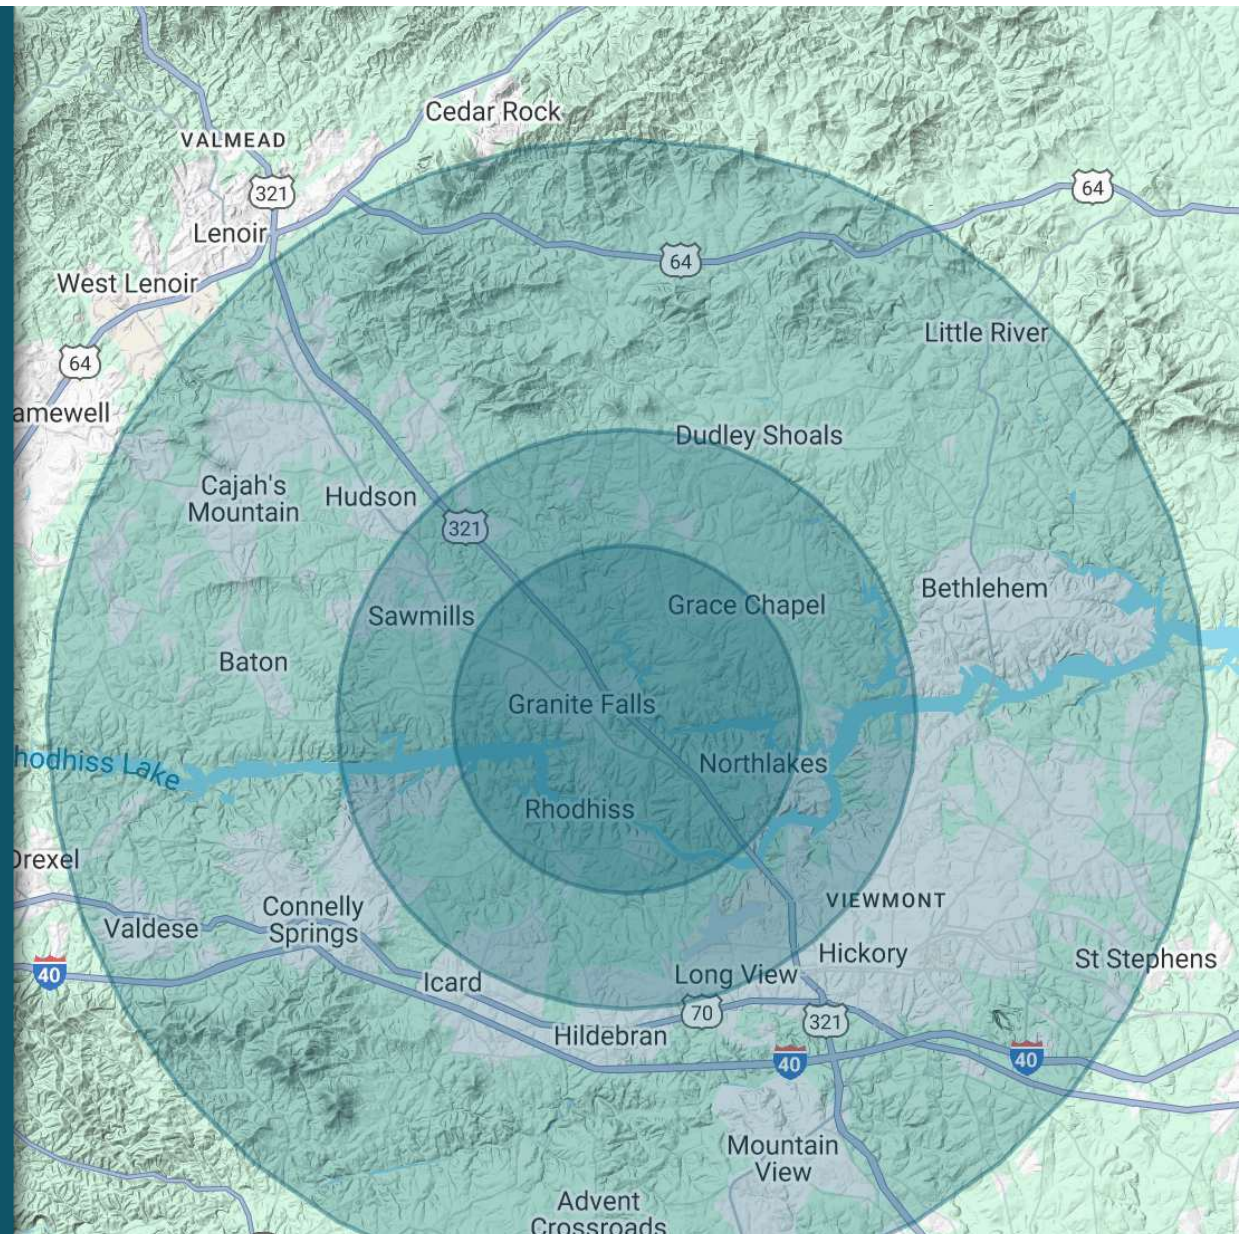 Cedar Rock
VALMEAD
64
321
Lenoir
64
West Lenoir
Little River
64
amewell
Dudley Shoals
Cajah's
Mountain
Hudson
321
Bethlehem
Grace Chapel
Sawmills
Baton
Granite Falls
hodhiss Lake
Northlakes
Rhodhiss
Drexel
VIEWMONT
Connelly
Springs
Valdese
Hickory
St Stephens
40
Long View
Icard
70
321
Hildebran
40
40
Mountain
View
Advent
Crossroads